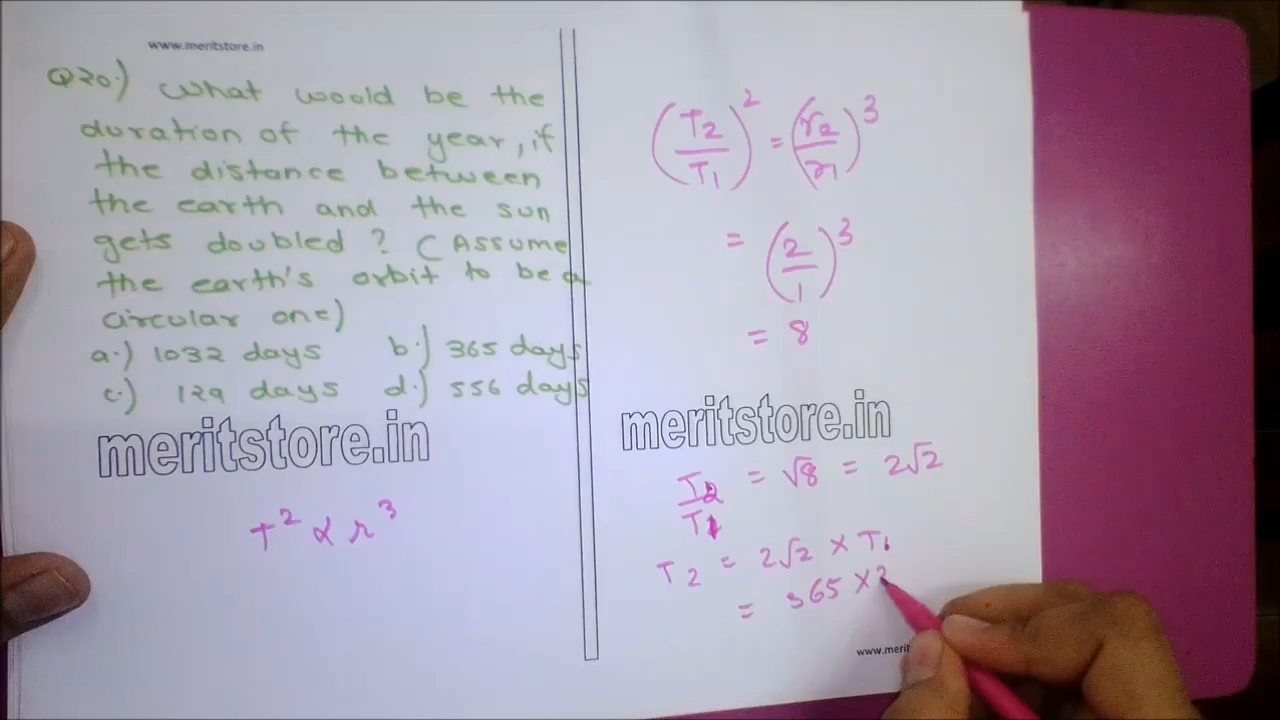 www.meritstore.in
Q20.) What would be the
duration of the year, if
the distance between
the earth and the sun
gets doubled ? (Assume
the earth's orbit to be a
circular one)
a.) 1032 days b.) 365 days
c.) 129 days d.) 556 days
meritstore.in
T² ∝ r³
(T₂/T₁)² = (r₂/r₁)³
= (2/1)³
= 8
meritstore.in
T₂/T₁ = √8 = 2√2
T₂ = 2√2 × T₁
= 365 × 2
www.merit